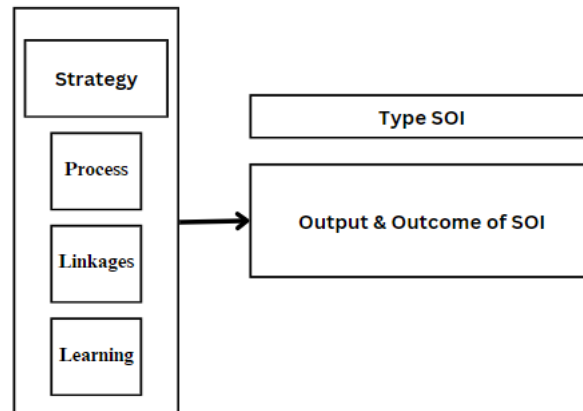 Strategy
Process
Linkages
Learning
Type SOI
Output & Outcome of SOI